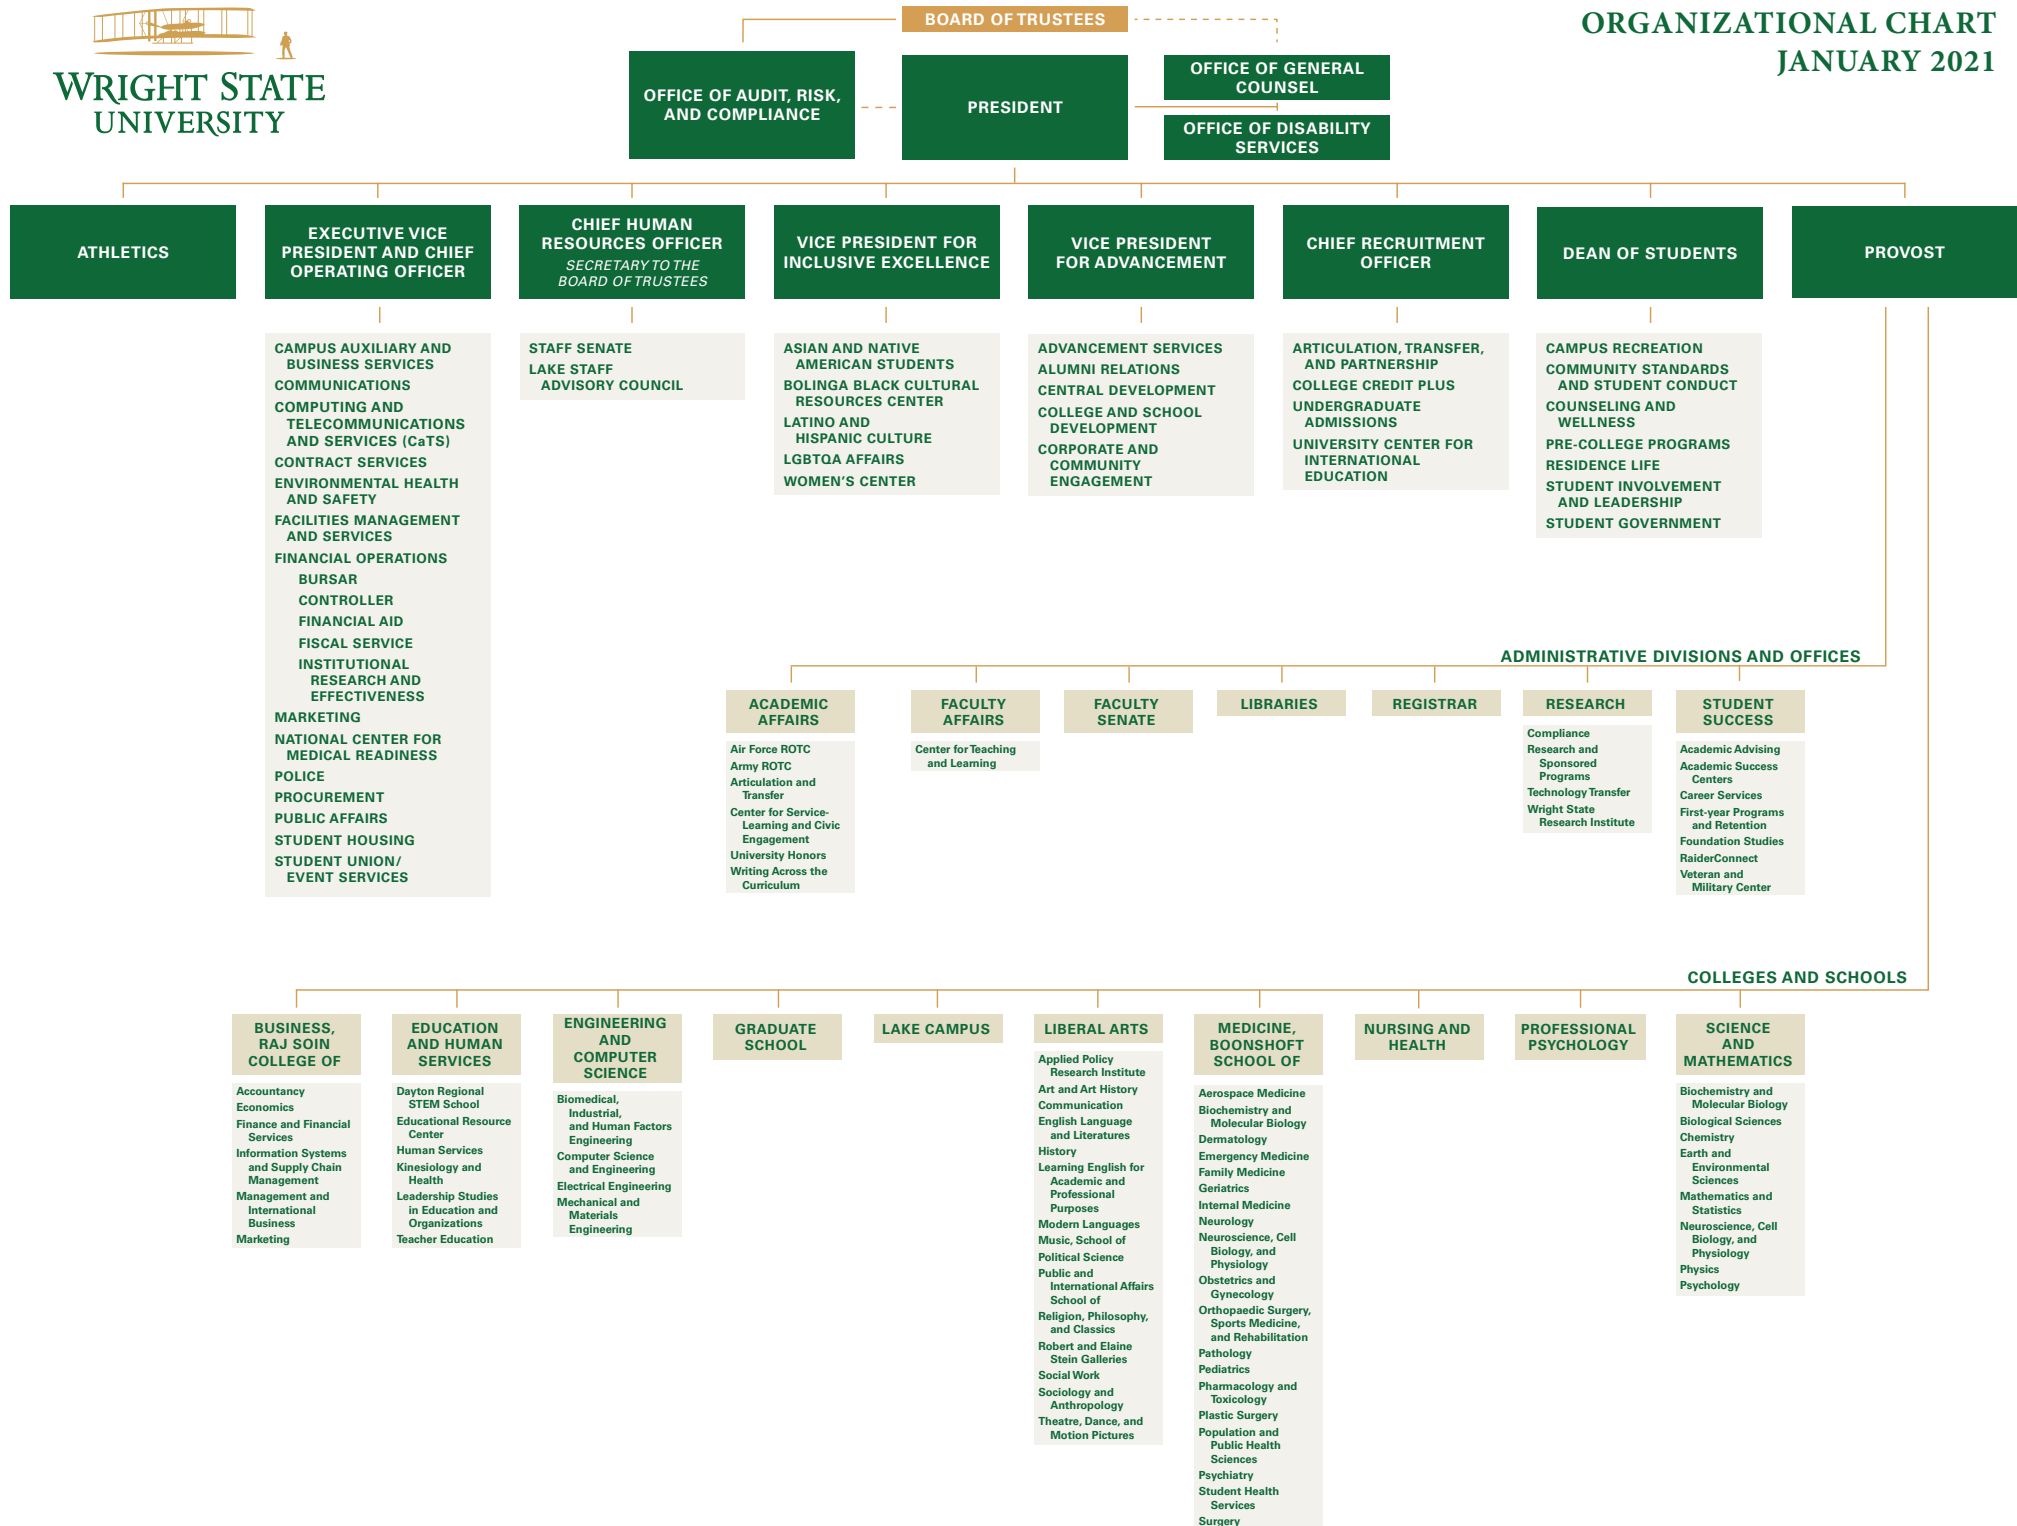 WRIGHT STATE
UNIVERSITY
ORGANIZATIONAL CHART
JANUARY 2021
BOARD OF TRUSTEES
OFFICE OF AUDIT, RISK,
AND COMPLIANCE
PRESIDENT
OFFICE OF GENERAL
COUNSEL
OFFICE OF DISABILITY
SERVICES
ATHLETICS
EXECUTIVE VICE
PRESIDENT AND CHIEF
OPERATING OFFICER
CHIEF HUMAN
RESOURCES OFFICER
SECRETARY TO THE
BOARD OF TRUSTEES
VICE PRESIDENT FOR
INCLUSIVE EXCELLENCE
VICE PRESIDENT
FOR ADVANCEMENT
CHIEF RECRUITMENT
OFFICER
DEAN OF STUDENTS
PROVOST
CAMPUS AUXILIARY AND
BUSINESS SERVICES
COMMUNICATIONS
COMPUTING AND
TELECOMMUNICATIONS
AND SERVICES (CaTS)
CONTRACT SERVICES
ENVIRONMENTAL HEALTH
AND SAFETY
FACILITIES MANAGEMENT
AND SERVICES
FINANCIAL OPERATIONS
BURSAR
CONTROLLER
FINANCIAL AID
FISCAL SERVICE
INSTITUTIONAL
RESEARCH AND
EFFECTIVENESS
MARKETING
NATIONAL CENTER FOR
MEDICAL READINESS
POLICE
PROCUREMENT
PUBLIC AFFAIRS
STUDENT HOUSING
STUDENT UNION/
EVENT SERVICES
STAFF SENATE
LAKE STAFF
ADVISORY COUNCIL
ASIAN AND NATIVE
AMERICAN STUDENTS
BOLINGA BLACK CULTURAL
RESOURCES CENTER
LATINO AND
HISPANIC CULTURE
LGBTQA AFFAIRS
WOMEN'S CENTER
ADVANCEMENT SERVICES
ALUMNI RELATIONS
CENTRAL DEVELOPMENT
COLLEGE AND SCHOOL
DEVELOPMENT
CORPORATE AND
COMMUNITY
ENGAGEMENT
ARTICULATION, TRANSFER,
AND PARTNERSHIP
COLLEGE CREDIT PLUS
UNDERGRADUATE
ADMISSIONS
UNIVERSITY CENTER FOR
INTERNATIONAL
EDUCATION
CAMPUS RECREATION
COMMUNITY STANDARDS
AND STUDENT CONDUCT
COUNSELING AND
WELLNESS
PRE-COLLEGE PROGRAMS
RESIDENCE LIFE
STUDENT INVOLVEMENT
AND LEADERSHIP
STUDENT GOVERNMENT
ADMINISTRATIVE DIVISIONS AND OFFICES
ACADEMIC
AFFAIRS
Air Force ROTC
Army ROTC
Articulation and
Transfer
Center for Service-
Learning and Civic
Engagement
University Honors
Writing Across the
Curriculum
FACULTY
AFFAIRS
Center for Teaching
and Learning
FACULTY
SENATE
LIBRARIES
REGISTRAR
RESEARCH
Compliance
Research and
Sponsored
Programs
Technology Transfer
Wright State
Research Institute
STUDENT
SUCCESS
Academic Advising
Academic Success
Centers
Career Services
First-year Programs
and Retention
Foundation Studies
RaiderConnect
Veteran and
Military Center
COLLEGES AND SCHOOLS
BUSINESS,
RAJ SOIN
COLLEGE OF
Accountancy
Economics
Finance and Financial
Services
Information Systems
and Supply Chain
Management
Management and
International
Business
Marketing
EDUCATION
AND HUMAN
SERVICES
Dayton Regional
STEM School
Educational Resource
Center
Human Services
Kinesiology and
Health
Leadership Studies
in Education and
Organizations
Teacher Education
ENGINEERING
AND
COMPUTER
SCIENCE
Biomedical,
Industrial,
and Human Factors
Engineering
Computer Science
and Engineering
Electrical Engineering
Mechanical and
Materials
Engineering
GRADUATE
SCHOOL
LAKE CAMPUS
LIBERAL ARTS
Applied Policy
Research Institute
Art and Art History
Communication
English Language
and Literatures
History
Learning English for
Academic and
Professional
Purposes
Modern Languages
Music, School of
Political Science
Public and
International Affairs
School of
Religion, Philosophy,
and Classics
Robert and Elaine
Stein Galleries
Social Work
Sociology and
Anthropology
Theatre, Dance, and
Motion Pictures
MEDICINE,
BOONSHOFT
SCHOOL OF
Aerospace Medicine
Biochemistry and
Molecular Biology
Dermatology
Emergency Medicine
Family Medicine
Geriatrics
Internal Medicine
Neurology
Neuroscience, Cell
Biology, and
Physiology
Obstetrics and
Gynecology
Orthopaedic Surgery,
Sports Medicine,
and Rehabilitation
Pathology
Pediatrics
Pharmacology and
Toxicology
Plastic Surgery
Population and
Public Health
Sciences
Psychiatry
Student Health
Services
Surgery
NURSING AND
HEALTH
PROFESSIONAL
PSYCHOLOGY
SCIENCE
AND
MATHEMATICS
Biochemistry and
Molecular Biology
Biological Sciences
Chemistry
Earth and
Environmental
Sciences
Mathematics and
Statistics
Neuroscience, Cell
Biology, and
Physiology
Physics
Psychology